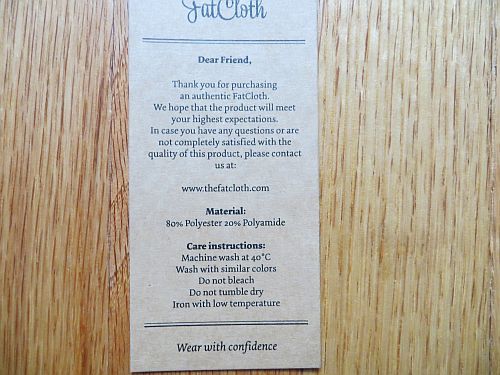 FatCloth
Dear Friend,
Thank you for purchasing
an authentic FatCloth.
We hope that the product will meet
your highest expectations.
In case you have any questions or are
not completely satisfied with the
quality of this product, please contact
us at:
www.thefatcloth.com
Material:
80% Polyester 20% Polyamide
Care instructions:
Machine wash at 40°C
Wash with similar colors
Do not bleach
Do not tumble dry
Iron with low temperature
Wear with confidence